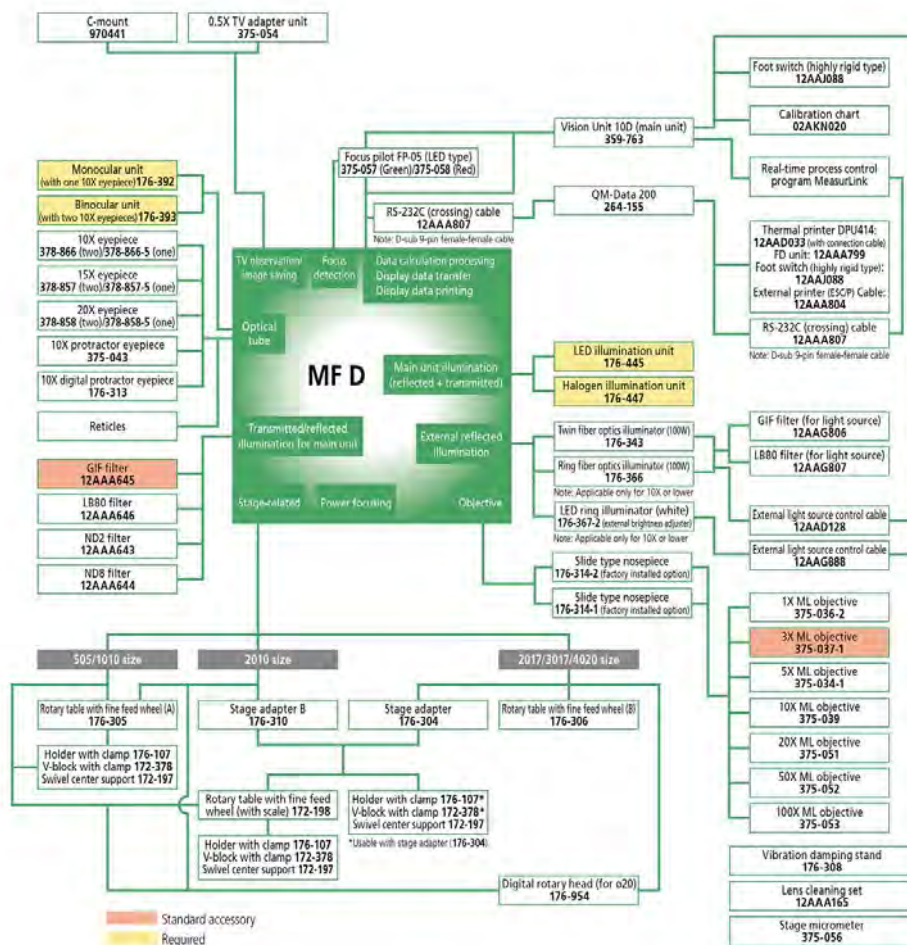 C-mount
970441
0.5X TV adapter unit
375-054
Foot switch (highly rigid type)
12AAJ088
Calibration chart
02AKN020
Vision Unit 10D (main unit)
359-763
Real-time process control
program MeasurLink
Focus pilot FP-05 (LED type)
375-057 (Green)/375-058 (Red)
RS-232C (crossing) cable
12AAA807
Note: D-sub 9-pin female-female cable
QM-Data 200
264-155
Thermal printer DPU414:
12AAD033 (with connection cable)
FD unit: 12AAA799
Foot switch (highly rigid type):
12AAJ088
External printer (ESC/P) Cable:
12AAA804
RS-232C (crossing) cable
12AAA807
Note: D-sub 9-pin female-female cable
Monocular unit
(with one 10X eyepiece) 176-392
Binocular unit
(with two 10X eyepieces) 176-393
10X eyepiece
378-866 (two)/378-866-5 (one)
15X eyepiece
378-857 (two)/378-857-5 (one)
20X eyepiece
378-858 (two)/378-858-5 (one)
10X protractor eyepiece
375-043
10X digital protractor eyepiece
176-313
Reticles
GIF filter
12AAA645
LB80 filter
12AAA646
ND2 filter
12AAA643
ND8 filter
12AAA644
TV observation/
image saving
Focus
detection
Data calculation processing
Display data transfer
Display data printing
Optical
tube
MF D
Main unit illumination
(reflected + transmitted)
Transmitted/reflected
illumination for main unit
External reflected
illumination
Stage-related
Power focusing
Objective
LED illumination unit
176-445
Halogen illumination unit
176-447
Twin fiber optics illuminator (100W)
176-343
Ring fiber optics illuminator (100W)
176-366
Note: Applicable only for 10X or lower
LED ring illuminator (white)
176-367-2 (external brightness adjuster)
Note: Applicable only for 10X or lower
GIF filter (for light source)
12AAG806
LB80 filter (for light source)
12AAG807
External light source control cable
12AAD128
External light source control cable
12AAG888
Slide type nosepiece
176-314-2 (factory installed option)
Slide type nosepiece
176-314-1 (factory installed option)
1X ML objective
375-036-2
3X ML objective
375-037-1
5X ML objective
375-034-1
10X ML objective
375-039
20X ML objective
375-051
50X ML objective
375-052
100X ML objective
375-053
Vibration damping stand
176-308
Lens cleaning set
12AAA165
Stage micrometer
375-056
505/1010 size
2010 size
2017/3017/4020 size
Rotary table with fine feed wheel (A)
176-305
Stage adapter B
176-310
Stage adapter
176-304
Rotary table with fine feed wheel (B)
176-306
Holder with clamp 176-107
V-block with clamp 172-378
Swivel center support 172-197
Rotary table with fine feed
wheel (with scale) 172-198
Holder with clamp 176-107*
V-block with clamp 172-378*
Swivel center support 172-197
*Usable with stage adapter (176-304)
Holder with clamp 176-107
V-block with clamp 172-378
Swivel center support 172-197
Digital rotary head (for ø20)
176-954
Standard accessory
Required